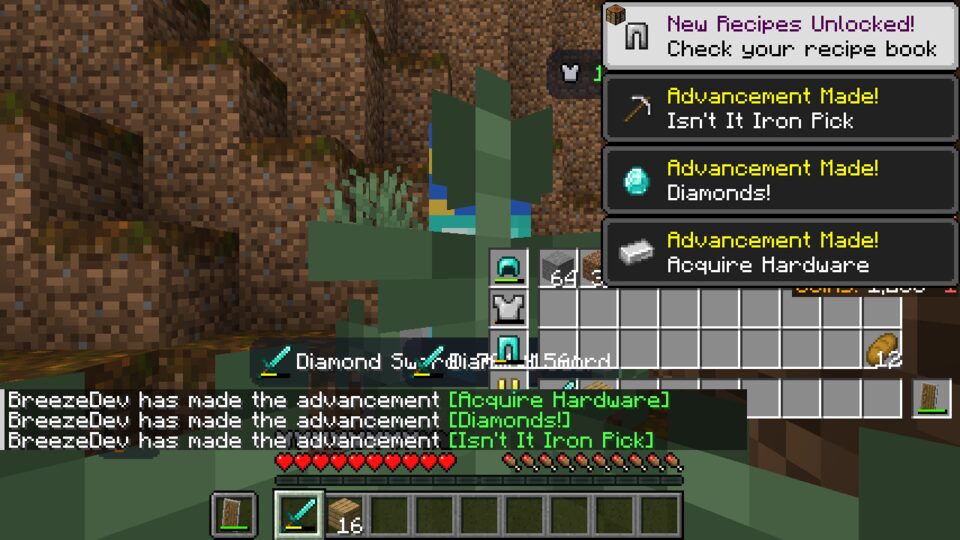 New Recipes Unlocked!
Check your recipe book
Advancement Made!
Isn't It Iron Pick
Advancement Made!
Diamonds!
Advancement Made!
Acquire Hardware
64
12
Diamond
BreezeDev has made the advancement [Acquire Hardware]
BreezeDev has made the advancement [Diamonds!]
BreezeDev has made the advancement [Isn't It Iron Pick]
16